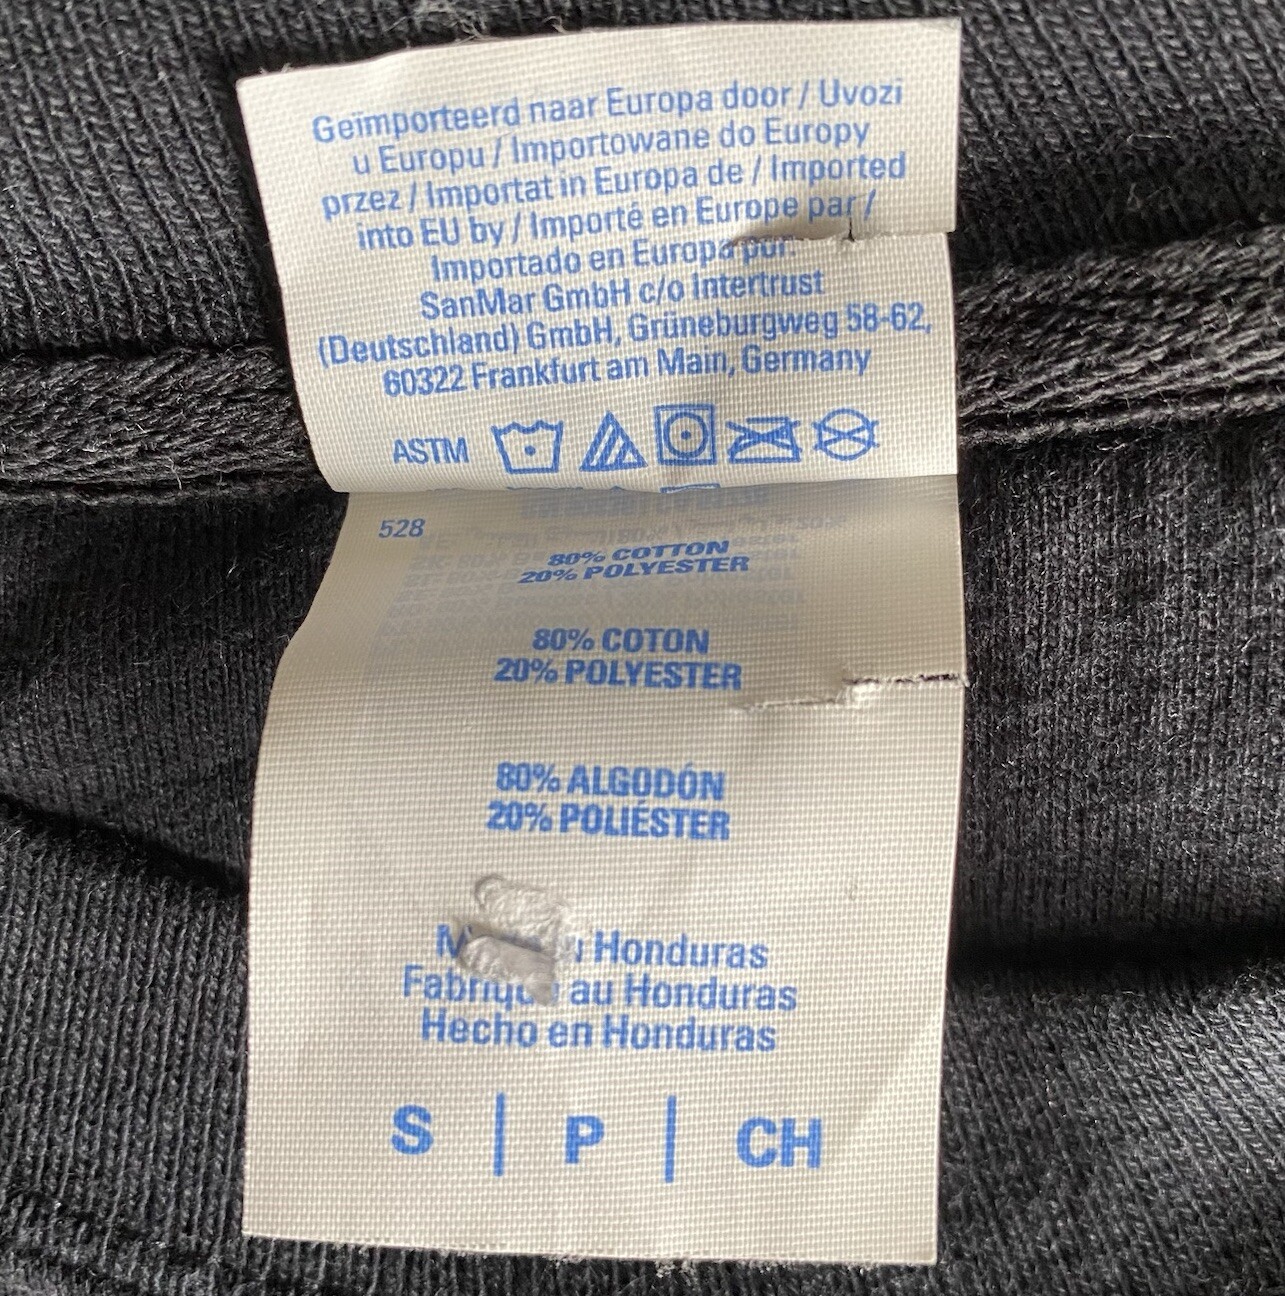 Geïmporteerd naar Europa door / Uvozi
u Europu / Importowane do Europy
przez / Importat in Europa de / Imported
into EU by / Importé en Europe par /
Importado en Europa por:
SanMar GmbH c/o Intertrust
(Deutschland) GmbH, Grüneburgweg 58-62,
60322 Frankfurt am Main, Germany
ASTM
528
80% COTTON
20% POLYESTER
80% COTON
20% POLYESTER
80% ALGODÓN
20% POLIÉSTER
Honduras
au Honduras
Hecho en Honduras
S | P | CH